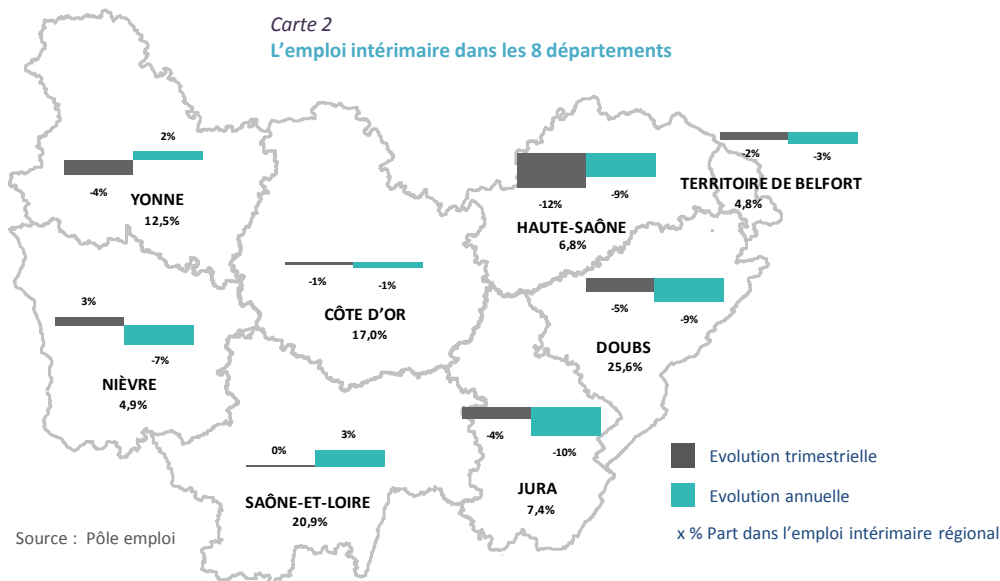 Carte 2
L’emploi intérimaire dans les 8 départements
2%
-4%
YONNE
12,5%
-12%
-9%
HAUTE-SAÔNE
6,8%
-2%
-3%
TERRITOIRE DE BELFORT
4,8%
-1%
-1%
CÔTE D’OR
17,0%
3%
-7%
NIÈVRE
4,9%
-5%
-9%
DOUBS
25,6%
0%
3%
SAÔNE-ET-LOIRE
20,9%
-4%
-10%
JURA
7,4%
Evolution trimestrielle
Evolution annuelle
x % Part dans l’emploi intérimaire régional
Source : Pôle emploi